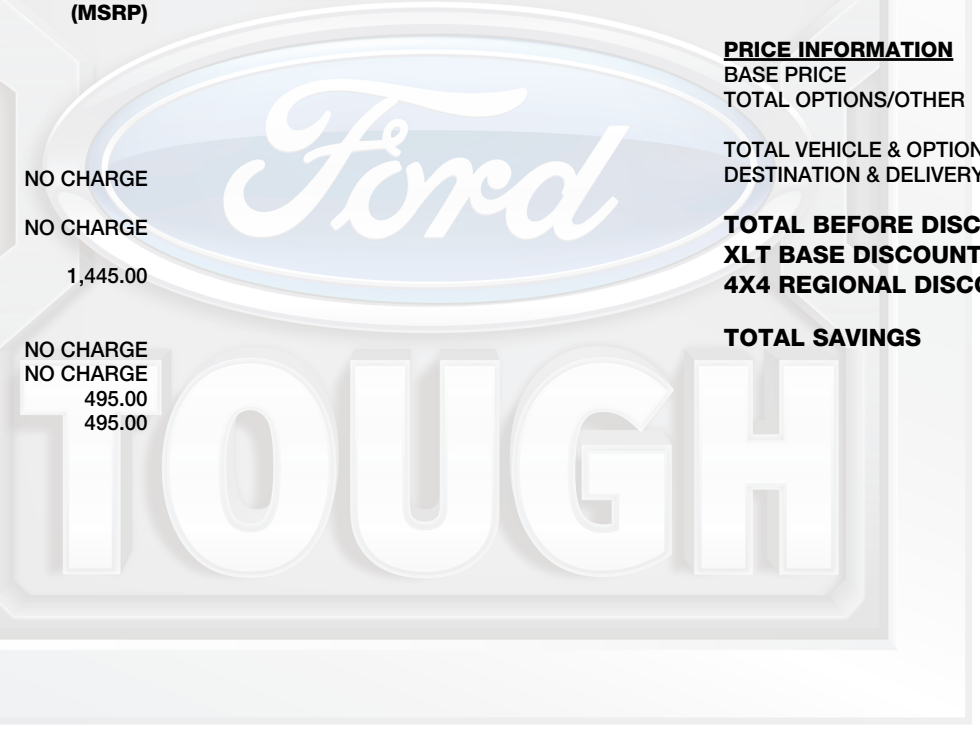 (MSRP)
NO CHARGE
NO CHARGE
1,445.00
NO CHARGE
NO CHARGE
495.00
495.00
PRICE INFORMATION
BASE PRICE
TOTAL OPTIONS/OTHER
TOTAL VEHICLE & OPTION
DESTINATION & DELIVERY
TOTAL BEFORE DISC
XLT BASE DISCOUNT
4X4 REGIONAL DISCO
TOTAL SAVINGS
Ford
TOUGH